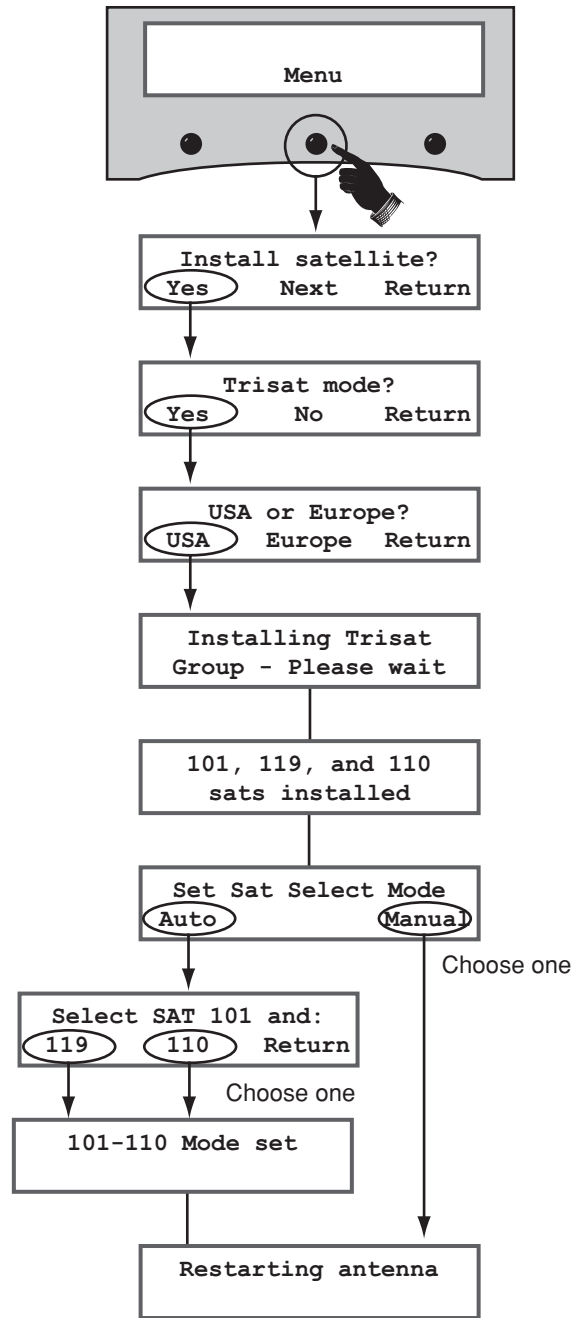 Menu
Install satellite?
Yes Next Return
Trisat mode?
Yes No Return
USA or Europe?
USA Europe Return
Installing Trisat
Group - Please wait
101, 119, and 110
sats installed
Set Sat Select Mode
Auto Manual
Choose one
Select SAT 101 and:
119 110 Return
Choose one
101-110 Mode set
Restarting antenna